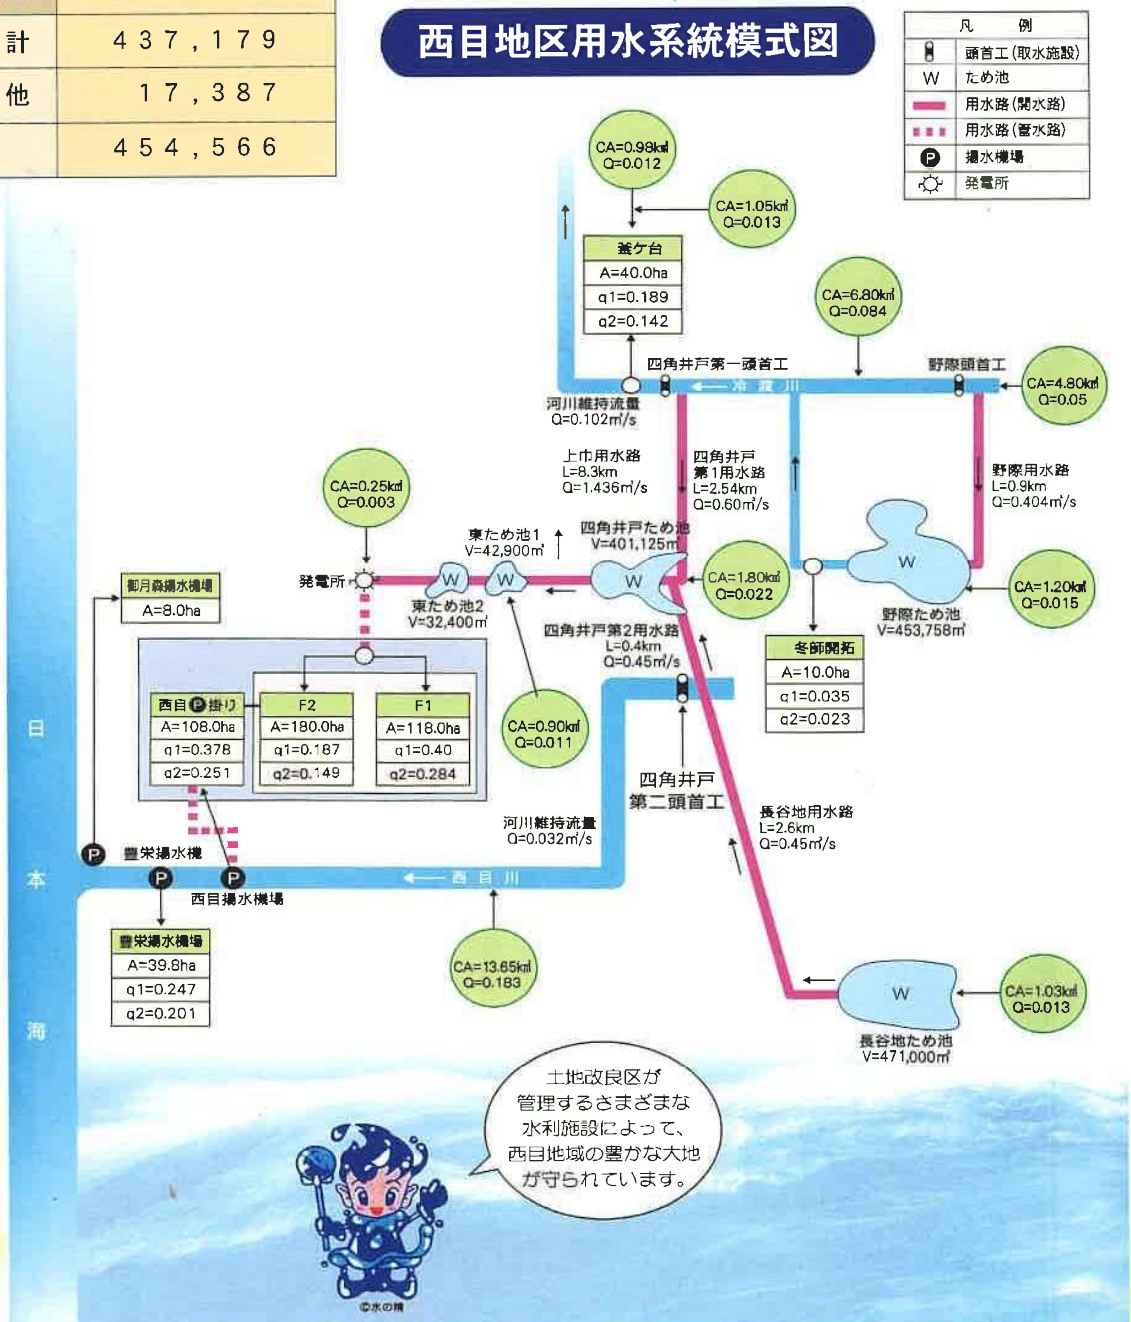 計 437,179
他 17,387
454,566
西目地区用水系統模式図
凡 例
頭首工(取水施設)
W ため池
用水路(開水路)
用水路(管水路)
P 揚水機場
発電所
CA=0.98k㎡
Q=0.012
CA=1.05k㎡
Q=0.013
釜ケ台
A=40.0ha
q1=0.189
q2=0.142
CA=6.80k㎡
Q=0.084
四角井戸第一頭首工
野際頭首工
冷渡川
CA=4.80k㎡
Q=0.05
河川維持流量
Q=0.102㎥/s
上市用水路
L=8.3km
Q=1.436㎥/s
四角井戸
第1用水路
L=2.54km
Q=0.60㎥/s
野際用水路
L=0.9km
Q=0.404㎥/s
CA=0.25k㎡
Q=0.003
東ため池1
V=42,900㎥
四角井戸ため池
V=401,125㎥
発電所
W
W
W
W
CA=1.80k㎡
Q=0.022
CA=1.20k㎡
Q=0.015
御月森揚水機場
A=8.0ha
東ため池2
V=32,400㎥
野際ため池
V=453,758㎥
四角井戸第2用水路
L=0.4km
Q=0.45㎥/s
冬師開拓
A=10.0ha
q1=0.035
q2=0.023
西目P掛り
A=108.0ha
q1=0.378
q2=0.251
F2
A=180.0ha
q1=0.187
q2=0.149
F1
A=118.0ha
q1=0.40
q2=0.284
CA=0.90k㎡
Q=0.011
四角井戸
第二頭首工
河川維持流量
Q=0.032㎥/s
長谷地用水路
L=2.6km
Q=0.45㎥/s
日本海
P
豊栄揚水機
P
P
西目揚水機場
西目川
豊栄揚水機場
A=39.8ha
q1=0.247
q2=0.201
CA=13.65k㎡
Q=0.183
W
CA=1.03k㎡
Q=0.013
長谷地ため池
V=471,000㎥
土地改良区が
管理するさまざまな
水利施設によって、
西目地域の豊かな大地
が守られています。
©水の精